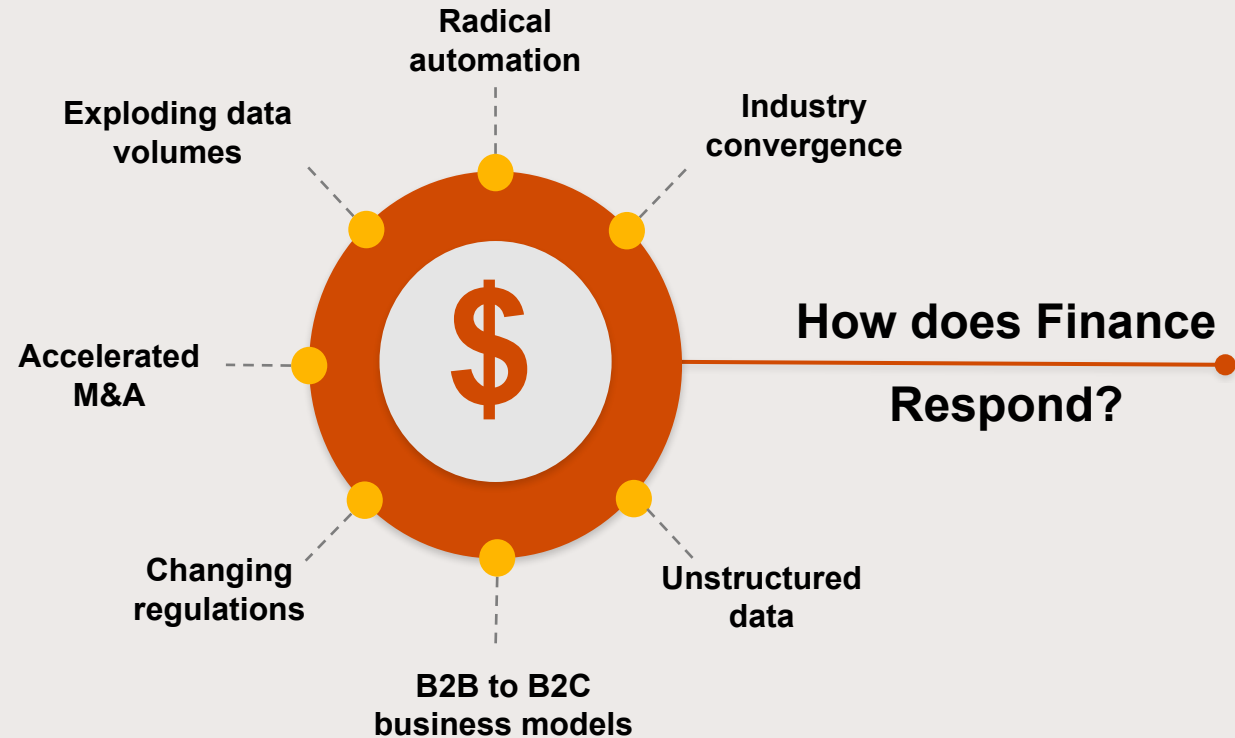 Radical
automation
Exploding data
volumes
Industry
convergence
$
How does Finance
Respond?
Accelerated
M&A
Changing
regulations
Unstructured
data
B2B to B2C
business models